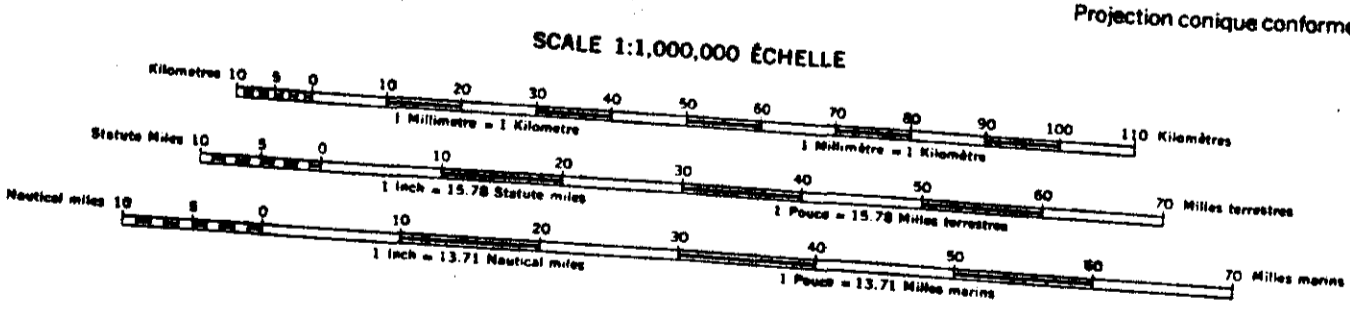 Projection conique conforme
SCALE 1:1,000,000 ÉCHELLE
Kilometres 10 5 0 10 20 30 40 50 60 70 80 90 100 110 Kilomètres
1 Millimetre = 1 Kilometre 1 Millimètre = 1 Kilomètre
Statute Miles 10 5 0 10 20 30 40 50 60 70 Milles terrestres
1 Inch = 15.78 Statute miles 1 Pouce = 15.78 Milles terrestres
Nautical miles 10 5 0 10 20 30 40 50 60 70 Milles marins
1 Inch = 13.71 Nautical miles 1 Pouce = 13.71 Milles marins